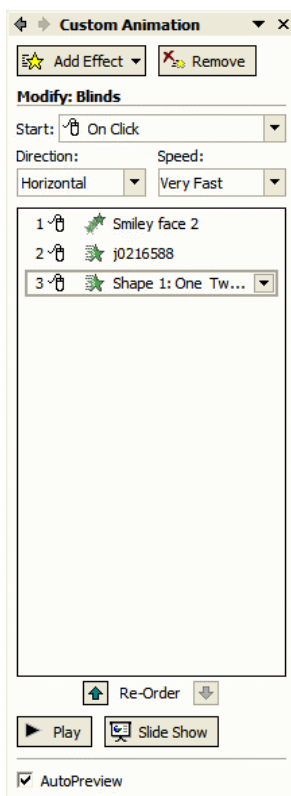 Custom Animation
Add Effect Remove
Modify: Blinds
Start: On Click
Direction: Speed:
Horizontal Very Fast
1 Smiley face 2
2 j0216588
3 Shape 1: One Tw...
Re-Order
Play Slide Show
AutoPreview